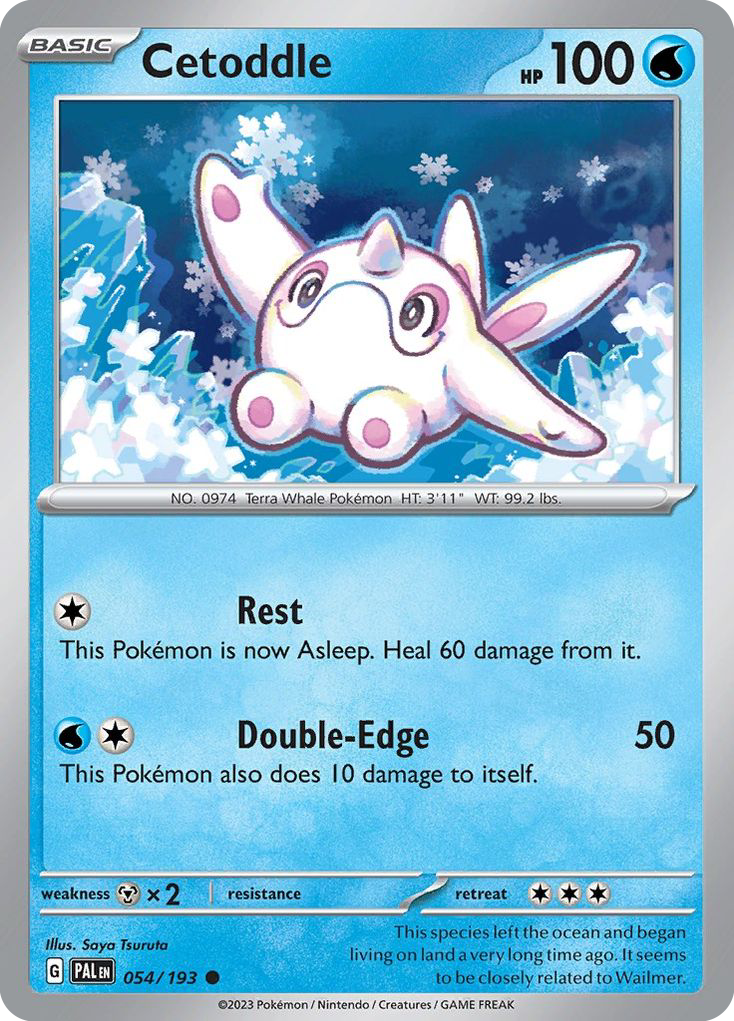 BASIC
Cetoddle
HP 100
NO. 0974 Terra Whale Pokémon HT: 3'11" WT: 99.2 lbs.
Rest
This Pokémon is now Asleep. Heal 60 damage from it.
Double-Edge 50
This Pokémon also does 10 damage to itself.
weakness ×2 resistance retreat
This species left the ocean and began
living on land a very long time ago. It seems
to be closely related to Wailmer.
Illus. Saya Tsuruta
G PAL EN 054/193
©2023 Pokémon / Nintendo / Creatures / GAME FREAK